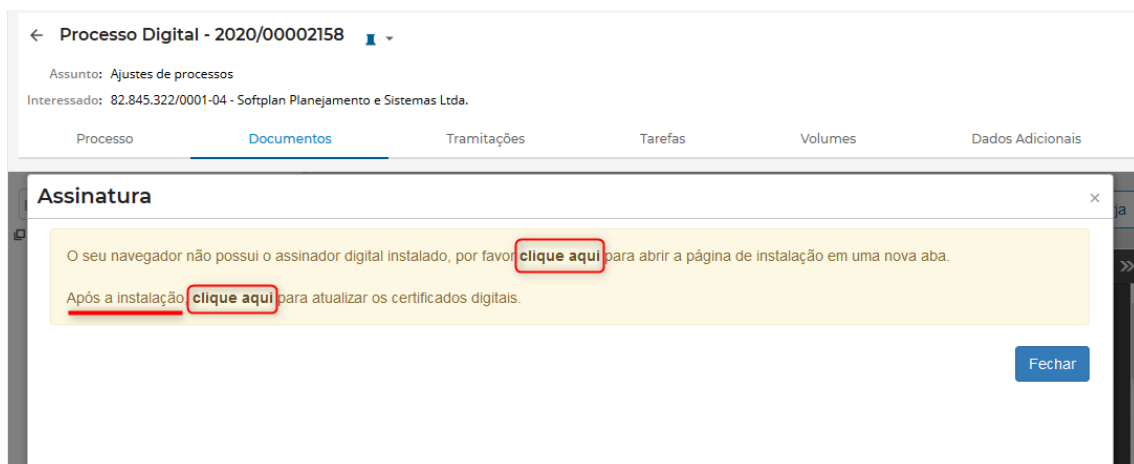 Processo Digital - 2020/00002158
Assunto: Ajustes de processos
Interessado: 82.845.322/0001-04 - Softplan Planejamento e Sistemas Ltda.
Processo Documentos Tramitações Tarefas Volumes Dados Adicionais
Assinatura ×
ja
O seu navegador não possui o assinador digital instalado, por favor clique aqui para abrir a página de instalação em uma nova aba.
Após a instalação, clique aqui para atualizar os certificados digitais.
Fechar